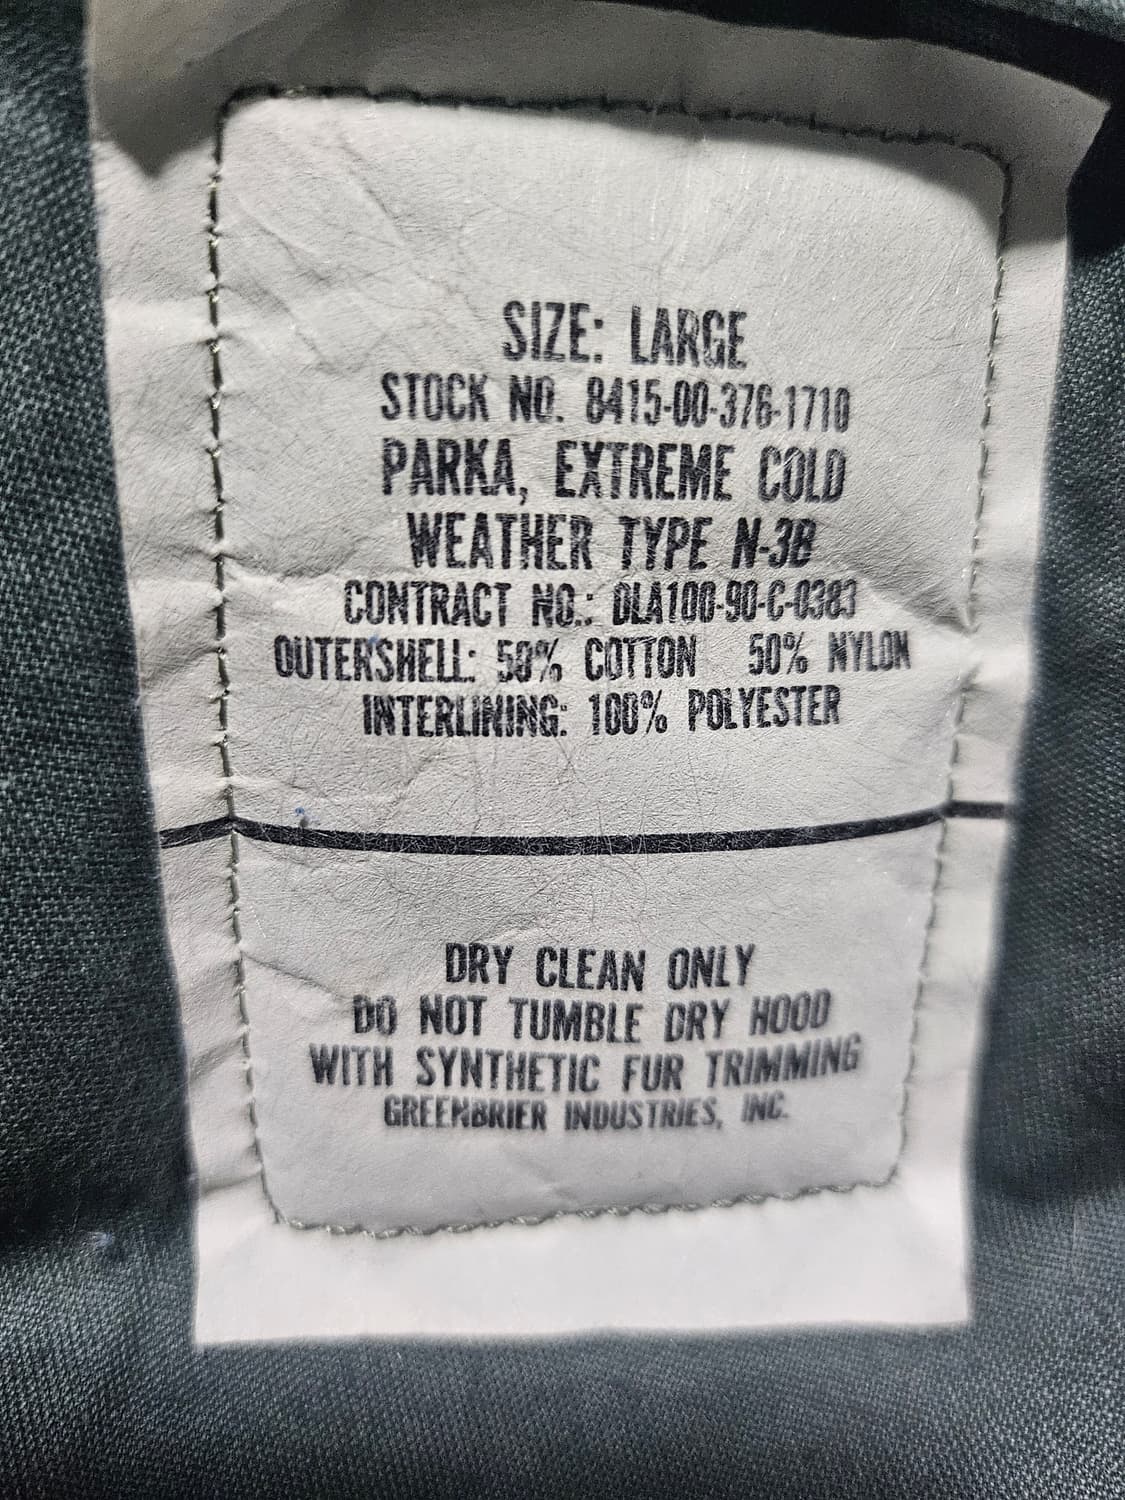 SIZE: LARGE
STOCK NO. 8415-00-376-1710
PARKA, EXTREME COLD
WEATHER TYPE N-3B
CONTRACT NO.: DLA100-90-C-0383
OUTERSHELL: 50% COTTON 50% NYLON
INTERLINING: 100% POLYESTER
DRY CLEAN ONLY
DO NOT TUMBLE DRY HOOD
WITH SYNTHETIC FUR TRIMMING
GREENBRIER INDUSTRIES, INC.